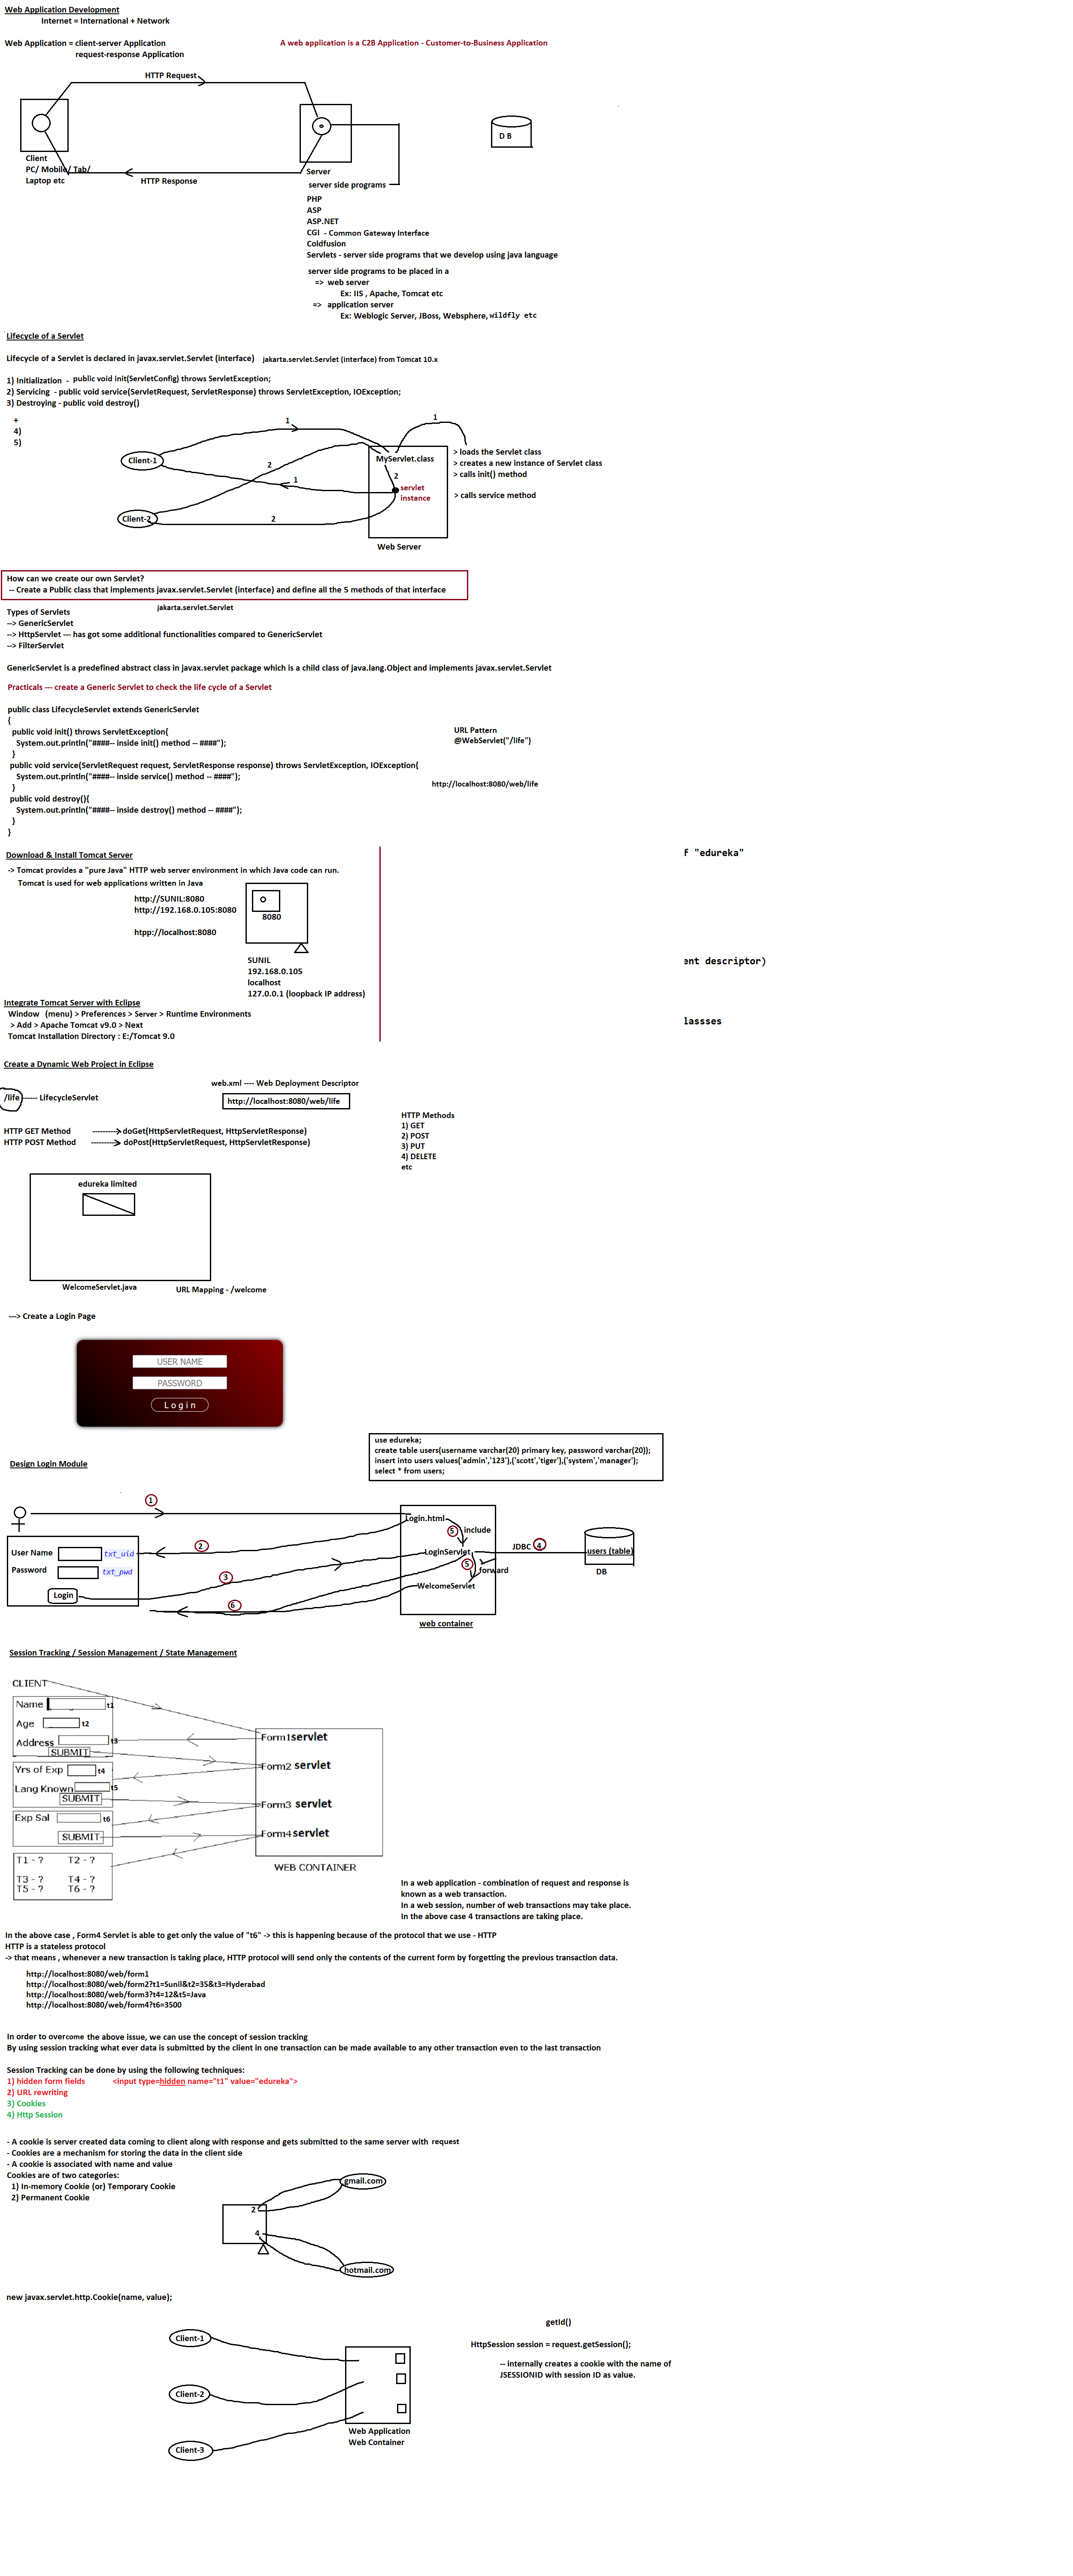 Web Application Development
Internet = International + Network
Web Application = client-server Application
request-response Application
A web application is a C2B Application - Customer-to-Business Application
HTTP Request
Client
PC/ Mobile/ Tab/
Laptop etc
HTTP Response
Server
server side programs
D B
PHP
ASP
ASP.NET
CGI - Common Gateway Interface
Coldfusion
Servlets - server side programs that we develop using java language
server side programs to be placed in a
=> web server
Ex: IIS , Apache, Tomcat etc
=> application server
Ex: Weblogic Server, JBoss, Websphere, wildfly etc
Lifecycle of a Servlet
Lifecycle of a Servlet is declared in javax.servlet.Servlet (interface) jakarta.servlet.Servlet (interface) from Tomcat 10.x
1) Initialization - public void init(ServletConfig) throws ServletException;
2) Servicing - public void service(ServletRequest, ServletResponse) throws ServletException, IOException;
3) Destroying - public void destroy()
+
4)
5)
1
1
Client-1
2
1
MyServlet.class
2
servlet
instance
> loads the Servlet class
> creates a new instance of Servlet class
> calls init() method
> calls service method
Client-2
2
Web Server
How can we create our own Servlet?
-- Create a Public class that implements javax.servlet.Servlet (interface) and define all the 5 methods of that interface
jakarta.servlet.Servlet
Types of Servlets
--> GenericServlet
--> HttpServlet --- has got some additional functionalities compared to GenericServlet
--> FilterServlet
GenericServlet is a predefined abstract class in javax.servlet package which is a child class of java.lang.Object and implements javax.servlet.Servlet
Practicals --- create a Generic Servlet to check the life cycle of a Servlet
public class LifecycleServlet extends GenericServlet
{
public void init() throws ServletException{
System.out.println("####-- inside init() method -- ####");
}
public void service(ServletRequest request, ServletResponse response) throws ServletException, IOException{
System.out.println("####-- inside service() method -- ####");
}
public void destroy(){
System.out.println("####-- inside destroy() method -- ####");
}
}
URL Pattern
@WebServlet("/life")
http://localhost:8080/web/life
Download & Install Tomcat Server
-> Tomcat provides a "pure Java" HTTP web server environment in which Java code can run.
Tomcat is used for web applications written in Java
http://SUNIL:8080
http://192.168.0.105:8080
htpp://localhost:8080
8080
SUNIL
192.168.0.105
localhost
127.0.0.1 (loopback IP address)
f "edureka"
ent descriptor)
lassses
Integrate Tomcat Server with Eclipse
Window (menu) > Preferences > Server > Runtime Environments
> Add > Apache Tomcat v9.0 > Next
Tomcat Installation Directory : E:/Tomcat 9.0
Create a Dynamic Web Project in Eclipse
web.xml ---- Web Deployment Descriptor
/life ------ LifecycleServlet
http://localhost:8080/web/life
HTTP GET Method ---------> doGet(HttpServletRequest, HttpServletResponse)
HTTP POST Method ---------> doPost(HttpServletRequest, HttpServletResponse)
HTTP Methods
1) GET
2) POST
3) PUT
4) DELETE
etc
edureka limited
WelcomeServlet.java
URL Mapping - /welcome
---> Create a Login Page
USER NAME
PASSWORD
Login
use edureka;
create table users(username varchar(20) primary key, password varchar(20));
insert into users values('admin','123'),('scott','tiger'),('system','manager');
select * from users;
Design Login Module
1
User Name txt_uid
Password txt_pwd
Login
2
3
6
Login.html
5 include
LoginServlet
5 forward
WelcomeServlet
web container
JDBC 4
users (table)
DB
Session Tracking / Session Management / State Management
CLIENT
Name t1
Age t2
Address t3
SUBMIT
Yrs of Exp t4
Lang Known t5
SUBMIT
Exp Sal t6
SUBMIT
T1 - ? T2 - ?
T3 - ? T4 - ?
T5 - ? T6 - ?
Form1servlet
Form2 servlet
Form3 servlet
Form4servlet
WEB CONTAINER
In a web application - combination of request and response is
known as a web transaction.
In a web session, number of web transactions may take place.
In the above case 4 transactions are taking place.
In the above case , Form4 Servlet is able to get only the value of "t6" -> this is happening because of the protocol that we use - HTTP
HTTP is a stateless protocol
-> that means , whenever a new transaction is taking place, HTTP protocol will send only the contents of the current form by forgetting the previous transaction data.
http://localhost:8080/web/form1
http://localhost:8080/web/form2?t1=Sunil&t2=35&t3=Hyderabad
http://localhost:8080/web/form3?t4=12&t5=Java
http://localhost:8080/web/form4?t6=3500
In order to overcome the above issue, we can use the concept of session tracking
By using session tracking what ever data is submitted by the client in one transaction can be made available to any other transaction even to the last transaction
Session Tracking can be done by using the following techniques:
1) hidden form fields <input type=hidden name="t1" value="edureka">
2) URL rewriting
3) Cookies
4) Http Session
- A cookie is server created data coming to client along with response and gets submitted to the same server with request
- Cookies are a mechanism for storing the data in the client side
- A cookie is associated with name and value
Cookies are of two categories:
1) In-memory Cookie (or) Temporary Cookie
2) Permanent Cookie
gmail.com
2
4
hotmail.com
new javax.servlet.http.Cookie(name, value);
getId()
Client-1
HttpSession session = request.getSession();
-- internally creates a cookie with the name of
JSESSIONID with session ID as value.
Client-2
Web Application
Web Container
Client-3